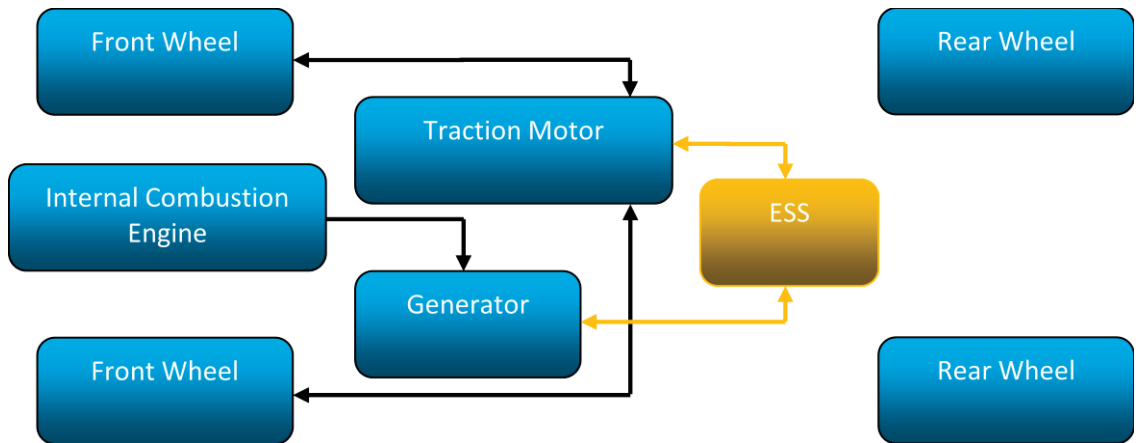 Front Wheel
Rear Wheel
Traction Motor
Internal Combustion
Engine
ESS
Generator
Front Wheel
Rear Wheel